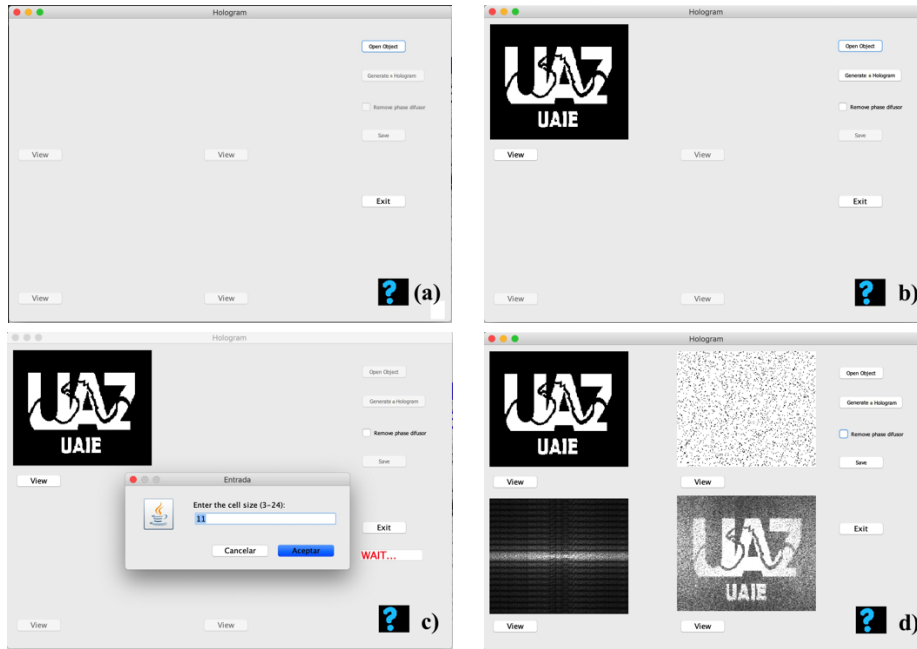 Hologram
Open Object
Generate a Hologram
Remove phase difusor
Save
View View
Exit
View View
(a)
Hologram
UAZ
UAIE
Open Object
Generate a Hologram
Remove phase difusor
Save
View View
Exit
View View
b)
Hologram
UAZ
UAIE
Open Object
Generate a Hologram
Remove phase difusor
Save
View
Entrada
Enter the cell size (3-24):
11
Cancelar Aceptar
Exit
WAIT...
View View
? c)
Hologram
UAZ
UAIE
Open Object
Generate a Hologram
Remove phase difusor
Save
View View
UAZ
UAIE
Exit
View View
? d)